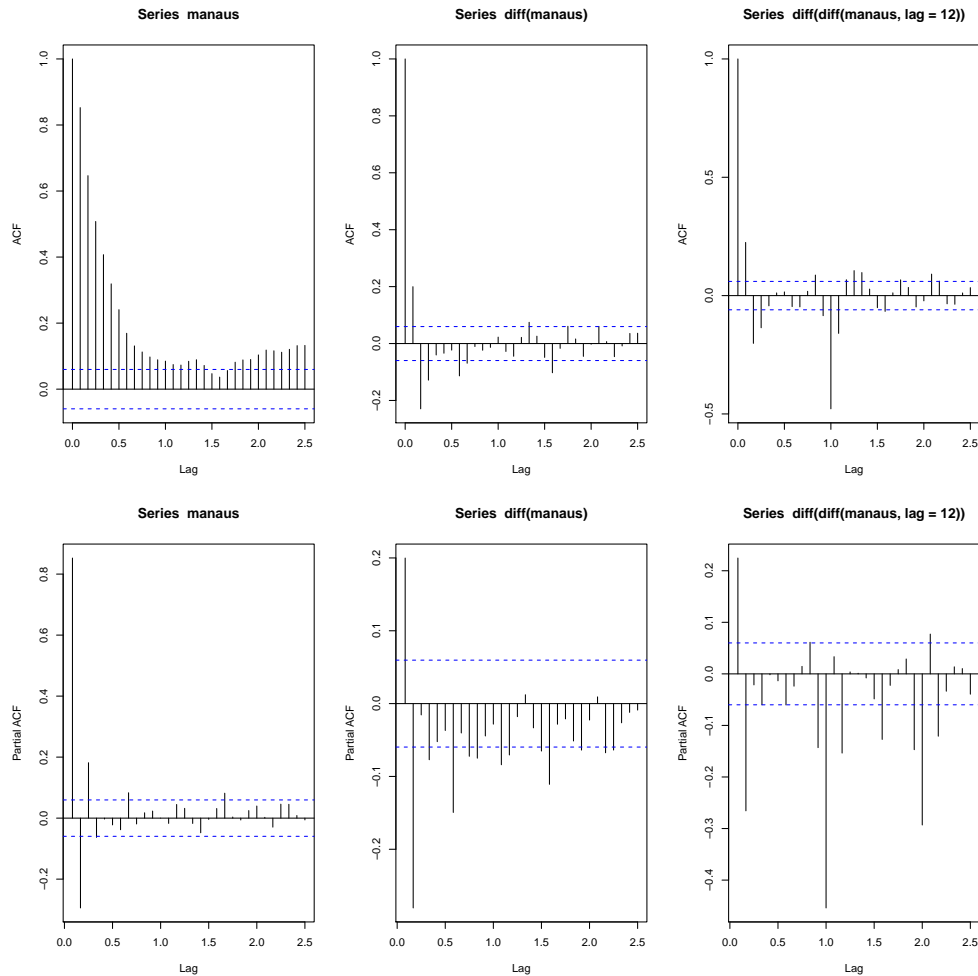 Series manaus
ACF
1.0
0.8
0.6
0.4
0.2
0.0
0.0 0.5 1.0 1.5 2.0 2.5
Lag
Series diff(manaus)
ACF
1.0
0.8
0.6
0.4
0.2
0.0
−0.2
0.0 0.5 1.0 1.5 2.0 2.5
Lag
Series diff(diff(manaus, lag = 12))
ACF
1.0
0.5
0.0
−0.5
0.0 0.5 1.0 1.5 2.0 2.5
Lag
Series manaus
Partial ACF
0.8
0.6
0.4
0.2
0.0
−0.2
0.0 0.5 1.0 1.5 2.0 2.5
Lag
Series diff(manaus)
Partial ACF
0.2
0.1
0.0
−0.1
−0.2
0.0 0.5 1.0 1.5 2.0 2.5
Lag
Series diff(diff(manaus, lag = 12))
Partial ACF
0.2
0.1
0.0
−0.1
−0.2
−0.3
−0.4
0.0 0.5 1.0 1.5 2.0 2.5
Lag